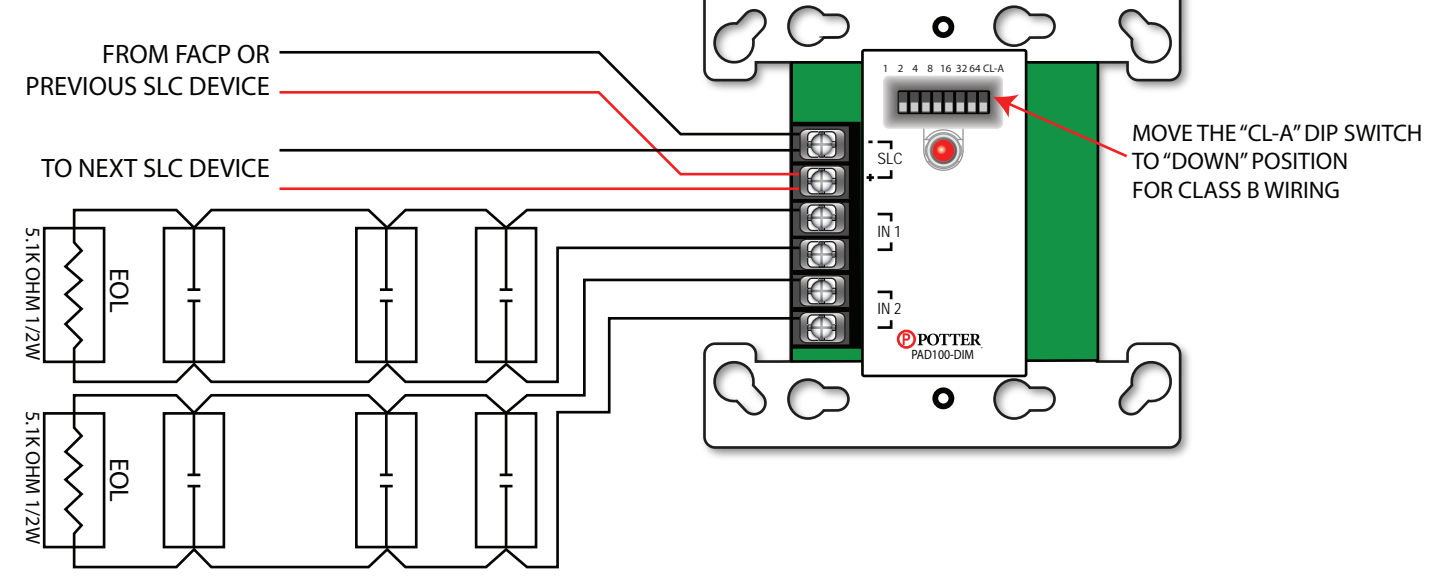 FROM FACP OR
PREVIOUS SLC DEVICE
TO NEXT SLC DEVICE
1 2 4 8 16 32 64 CL-A
MOVE THE "CL-A" DIP SWITCH
TO "DOWN" POSITION
FOR CLASS B WIRING
- SLC
+
IN 1
IN 2
P POTTER
PAD100-DIM
EOL
5.1K OHM 1/2W
EOL
5.1K OHM 1/2W